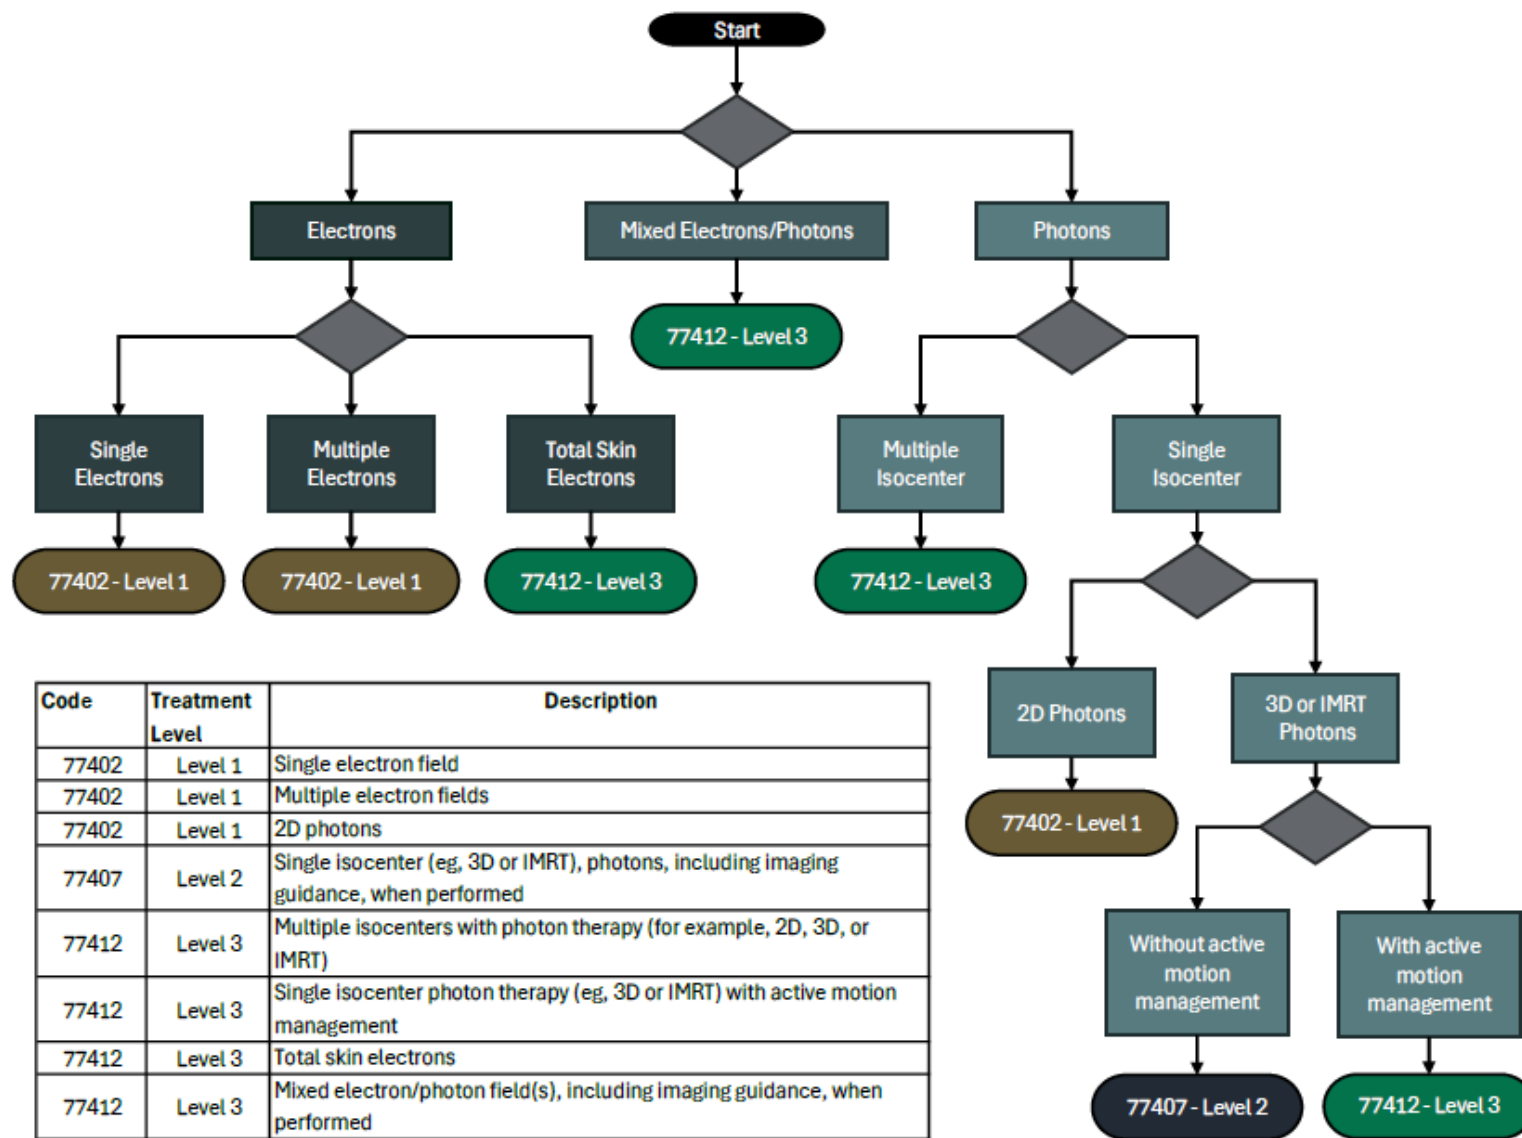 Start
Electrons
Mixed Electrons/Photons
Photons
77412 - Level 3
Single
Electrons
Multiple
Electrons
Total Skin
Electrons
Multiple
Isocenter
Single
Isocenter
77402 - Level 1
77402 - Level 1
77412 - Level 3
77412 - Level 3
2D Photons
3D or IMRT
Photons
77402 - Level 1
Without active
motion
management
With active
motion
management
77407 - Level 2
77412 - Level 3
Code Treatment Description
Level
77402 Level 1 Single electron field
77402 Level 1 Multiple electron fields
77402 Level 1 2D photons
77407 Level 2 Single isocenter (eg, 3D or IMRT), photons, including imaging
guidance, when performed
77412 Level 3 Multiple isocenters with photon therapy (for example, 2D, 3D, or
IMRT)
77412 Level 3 Single isocenter photon therapy (eg, 3D or IMRT) with active motion
management
77412 Level 3 Total skin electrons
77412 Level 3 Mixed electron/photon field(s), including imaging guidance, when
performed